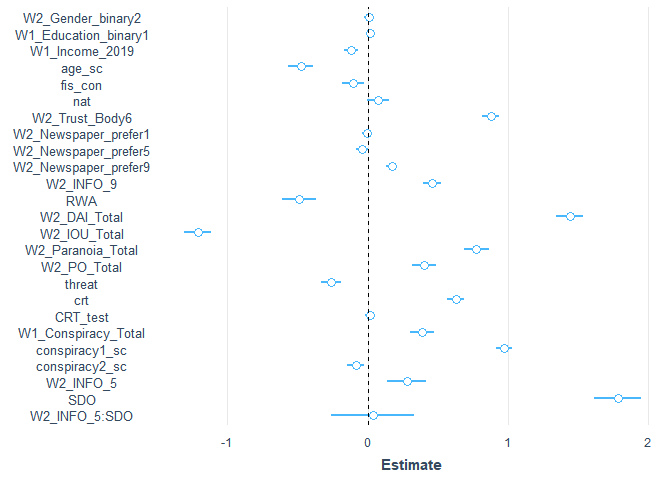 W2_Gender_binary2
W1_Education_binary1
W1_Income_2019
age_sc
fis_con
nat
W2_Trust_Body6
W2_Newspaper_prefer1
W2_Newspaper_prefer5
W2_Newspaper_prefer9
W2_INFO_9
RWA
W2_DAI_Total
W2_IOU_Total
W2_Paranoia_Total
W2_PO_Total
threat
crt
CRT_test
W1_Conspiracy_Total
conspiracy1_sc
conspiracy2_sc
W2_INFO_5
SDO
W2_INFO_5:SDO
-1 0 1 2
Estimate